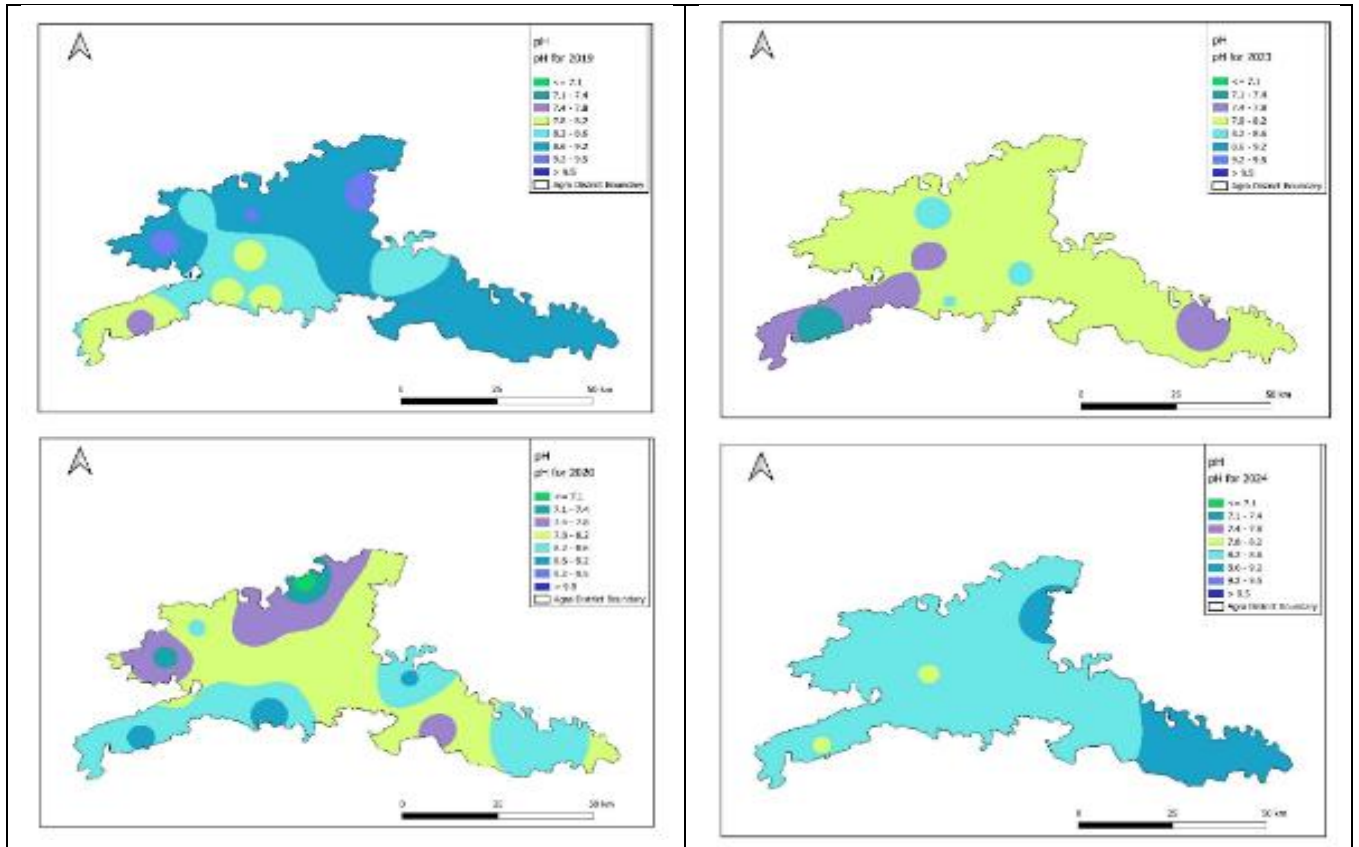 pH
pH for 2019
<= 7.1
7.1 - 7.4
7.4 - 7.8
7.8 - 8.2
8.2 - 8.6
8.6 - 9.2
9.2 - 9.5
> 9.5
Agra District Boundary
0 25 50 km
pH
pH for 2023
<= 7.1
7.1 - 7.4
7.4 - 7.8
7.8 - 8.2
8.2 - 8.6
8.6 - 9.2
9.2 - 9.5
> 9.5
Agra District Boundary
0 25 50 km
pH
pH for 2020
<= 7.1
7.1 - 7.4
7.4 - 7.8
7.8 - 8.2
8.2 - 8.6
8.6 - 9.2
9.2 - 9.5
> 9.5
Agra District Boundary
0 25 50 km
pH
pH for 2024
<= 7.1
7.1 - 7.4
7.4 - 7.8
7.8 - 8.2
8.2 - 8.6
8.6 - 9.2
9.2 - 9.5
> 9.5
Agra District Boundary
0 25 50 km